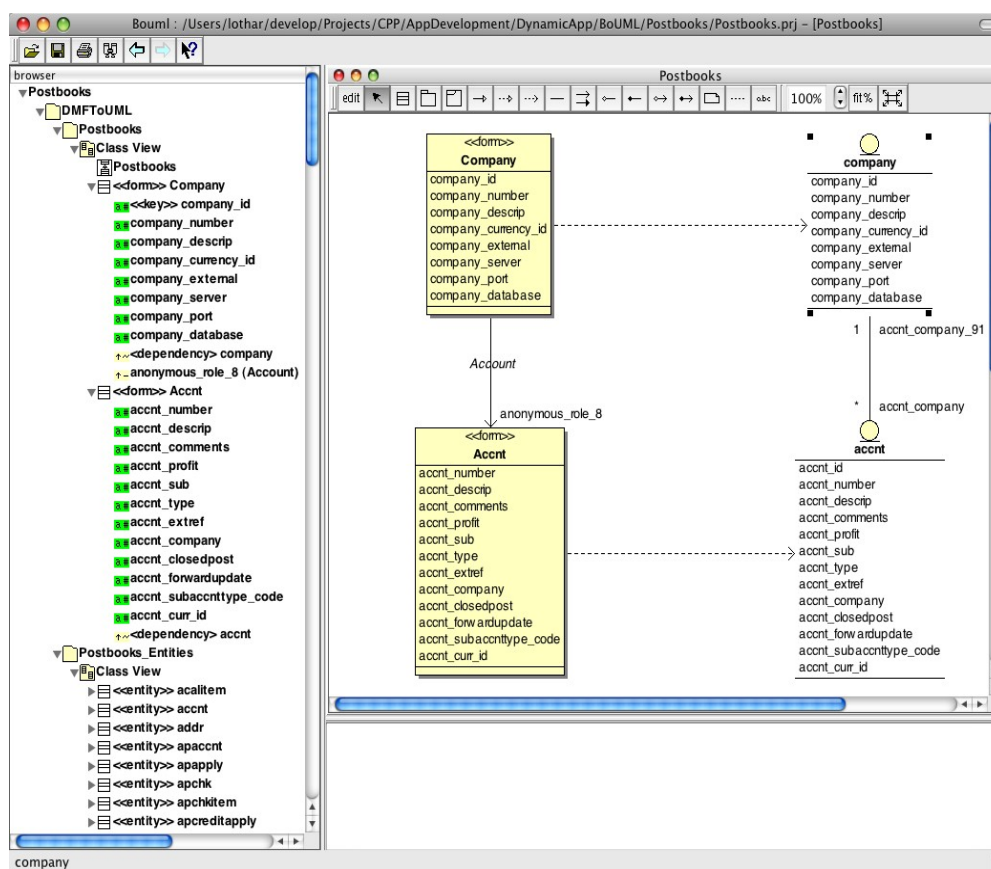 Bouml : /Users/lothar/develop/Projects/CPP/AppDevelopment/DynamicApp/BoUML/Postbooks/Postbooks.prj – [Postbooks]
browser
Postbooks
DMFToUML
Postbooks
Class View
Postbooks
<<form>> Company
<<key>> company_id
company_number
company_descrip
company_currency_id
company_external
company_server
company_port
company_database
<dependency> company
anonymous_role_8 (Account)
<<form>> Accnt
accnt_number
accnt_descrip
accnt_comments
accnt_profit
accnt_sub
accnt_type
accnt_extref
accnt_company
accnt_closedpost
accnt_forwardupdate
accnt_subaccnttype_code
accnt_curr_id
<dependency> accnt
Postbooks_Entities
Class View
<<entity>> acalitem
<<entity>> accnt
<<entity>> addr
<<entity>> apaccnt
<<entity>> apapply
<<entity>> apchk
<<entity>> apchkitem
<<entity>> apcreditapply
Postbooks
edit abc 100% fit%
<<form>>
Company
company_id
company_number
company_descrip
company_currency_id
company_external
company_server
company_port
company_database
Account
anonymous_role_8
<<form>>
Accnt
accnt_number
accnt_descrip
accnt_comments
accnt_profit
accnt_sub
accnt_type
accnt_extref
accnt_company
accnt_closedpost
accnt_forwardupdate
accnt_subaccnttype_code
accnt_curr_id
company
company_id
company_number
company_descrip
company_currency_id
company_external
company_server
company_port
company_database
1 accnt_company_91
* accnt_company
accnt
accnt_id
accnt_number
accnt_descrip
accnt_comments
accnt_profit
accnt_sub
accnt_type
accnt_extref
accnt_company
accnt_closedpost
accnt_forwardupdate
accnt_subaccnttype_code
accnt_curr_id
company